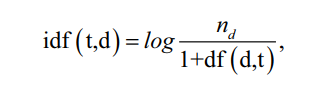 idf (t,d) = log n_d / 1+df (d,t) ,